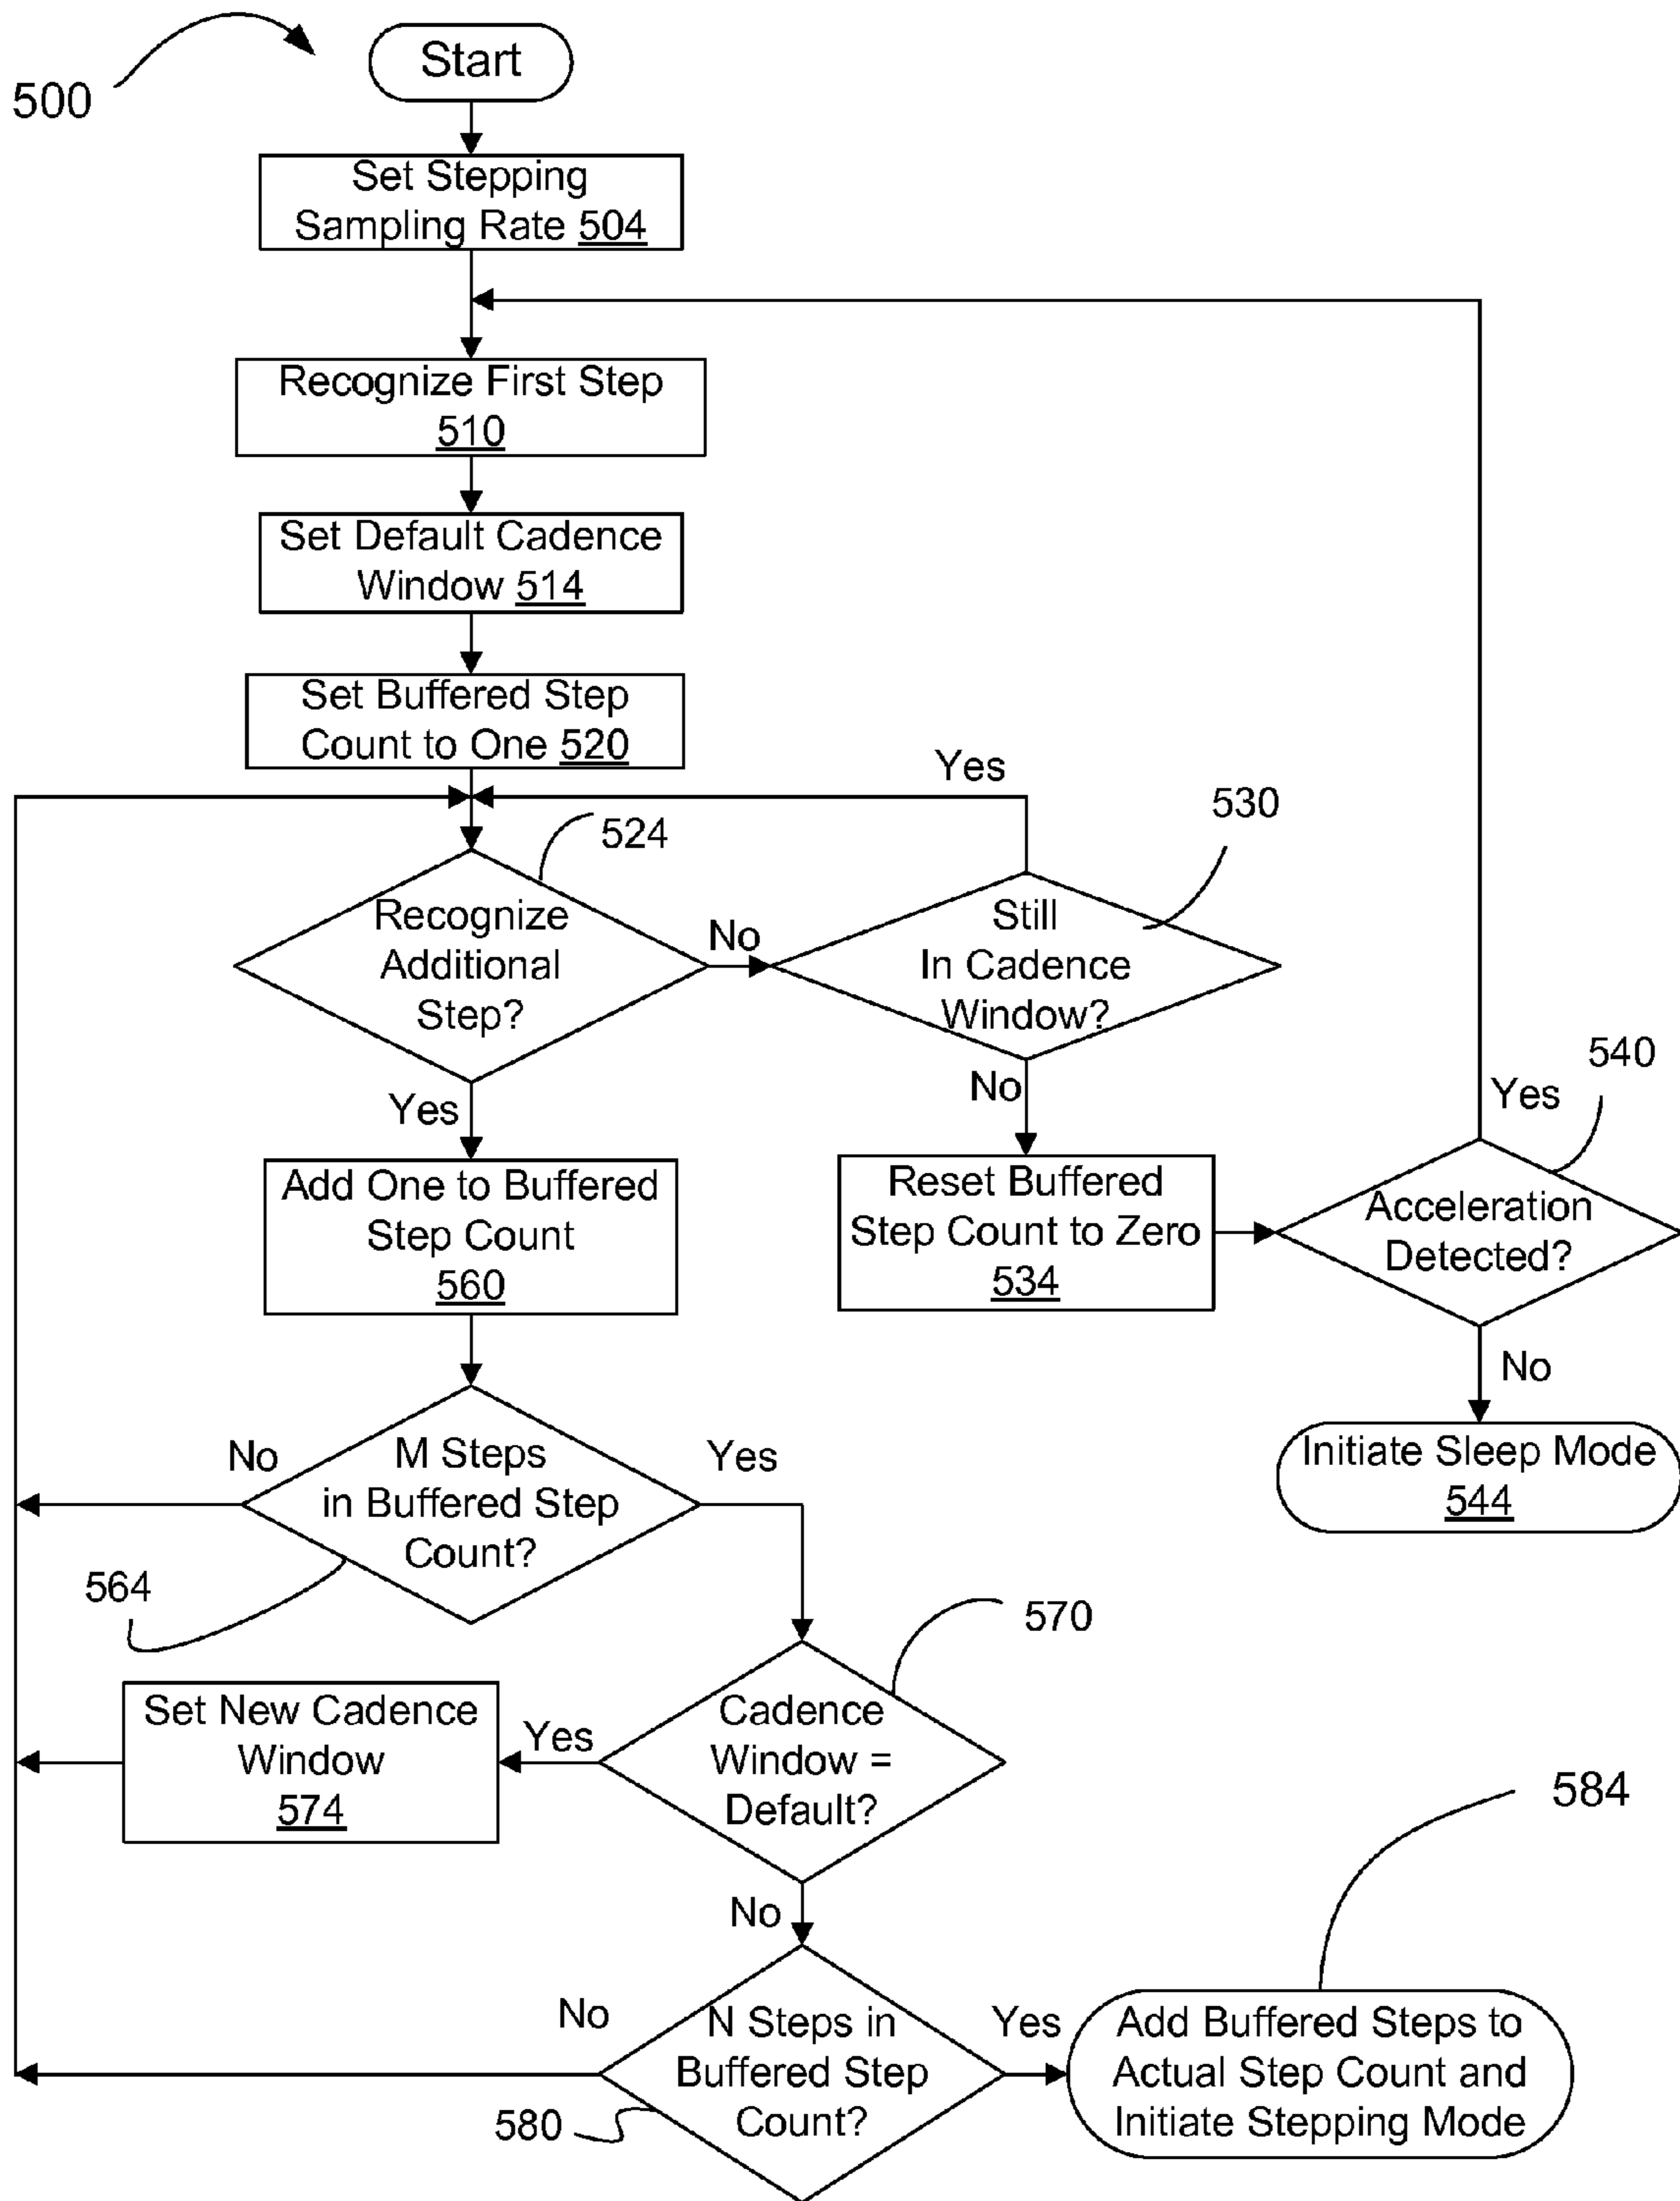 500
Start
Set Stepping
Sampling Rate 504
Recognize First Step
510
Set Default Cadence
Window 514
Set Buffered Step
Count to One 520
Yes
530
524
Recognize
Additional
Step?
No
Still
In Cadence
Window?
540
Yes
No
Yes
Add One to Buffered
Step Count
560
Reset Buffered
Step Count to Zero
534
Acceleration
Detected?
No
Initiate Sleep Mode
544
No
M Steps
in Buffered Step
Count?
Yes
564
570
Set New Cadence
Window
574
Yes
Cadence
Window =
Default?
584
No
No
N Steps in
Buffered Step
Count?
Yes
580
Add Buffered Steps to
Actual Step Count and
Initiate Stepping Mode